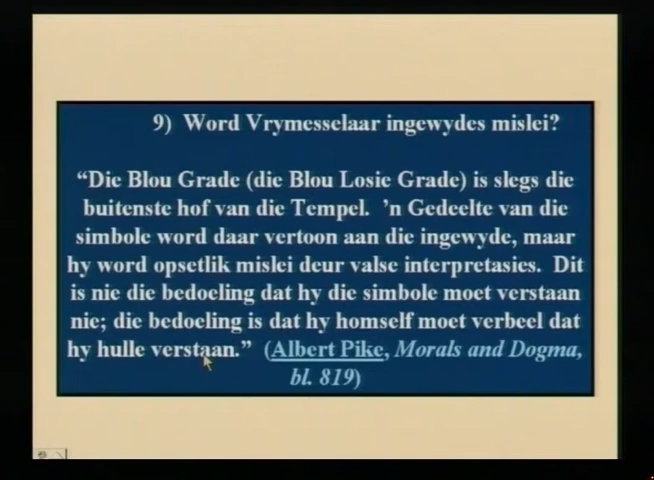 9) Word Vrymesselaar ingewydes mislei?
“Die Blou Grade (die Blou Losie Grade) is slegs die
buitenste hof van die Tempel. ’n Gedeelte van die
simbole word daar vertoon aan die ingewyde, maar
hy word opsetlik mislei deur valse interpretasies. Dit
is nie die bedoeling dat hy die simbole moet verstaan
nie; die bedoeling is dat hy homself moet verbeel dat
hy hulle verstaan.” (Albert Pike, Morals and Dogma,
bl. 819)